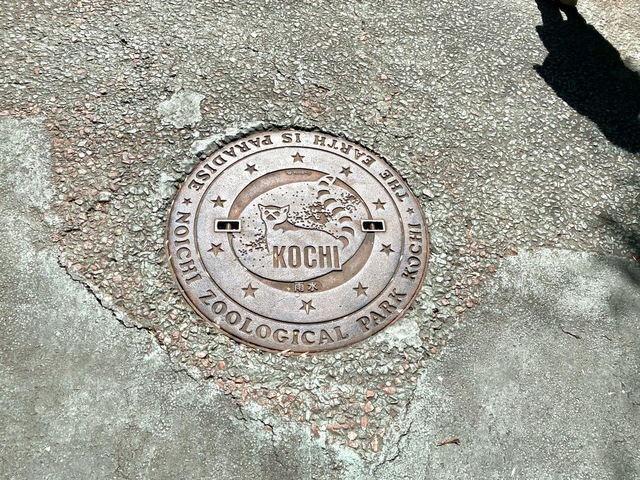 THE EARTH IS PARADISE
KOCHI
雨水
NOICHI ZOOLOGICAL PARK KOCHI